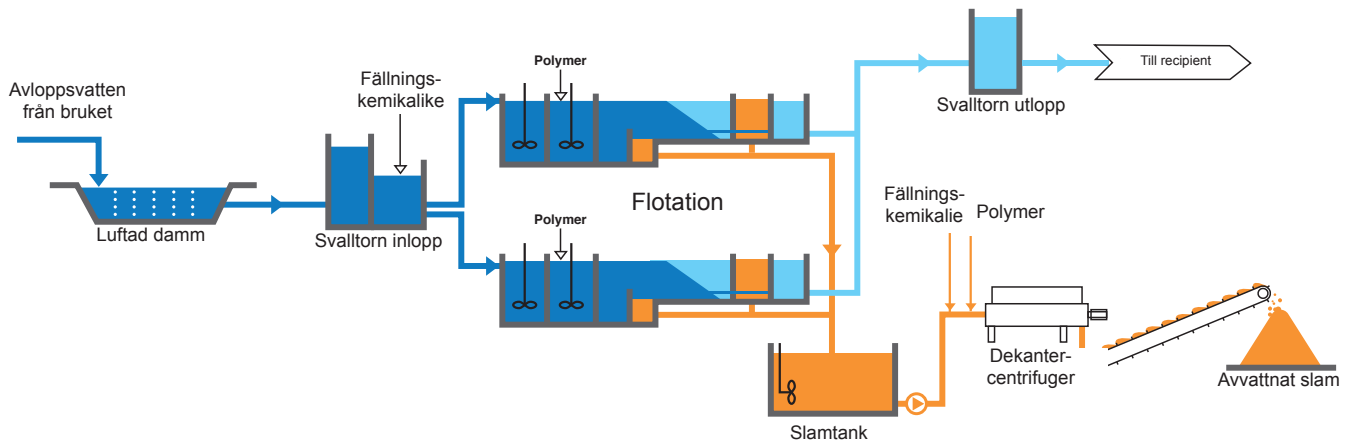 Avloppsvatten
från bruket
Luftad damm
Fällnings-
kemikalike
Svalltorn inlopp
Polymer
Flotation
Polymer
Svalltorn utlopp
Till recipient
Fällnings-
kemikalie
Polymer
Dekanter-
centrifuger
Avvattnat slam
Slamtank